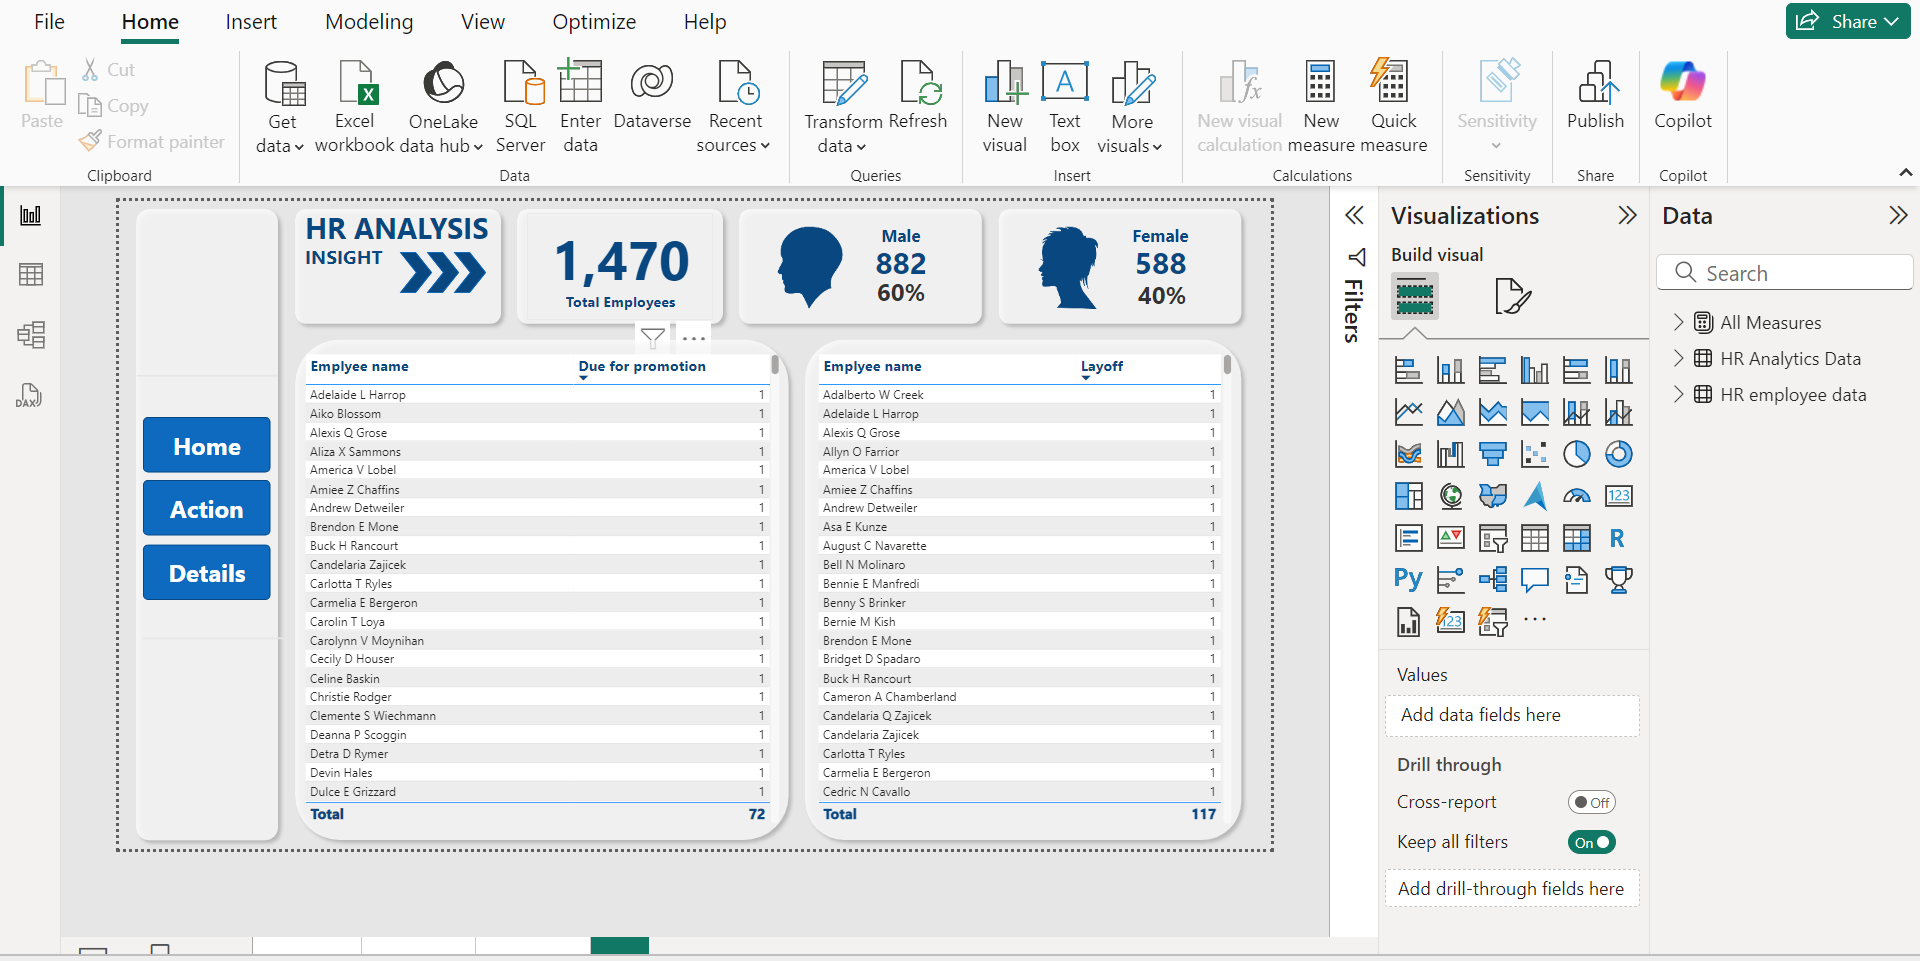 File Home Insert Modeling View Optimize Help Share
Paste Cut
Copy
Format painter
Clipboard
Get data Excel workbook OneLake data hub SQL Server Enter data Dataverse Recent sources
Data
Transform data Refresh
Queries
New visual Text box More visuals
Insert
New visual calculation New measure Quick measure
Calculations
Sensitivity
Sensitivity
Publish
Share
Copilot
Copilot
DAX
HR ANALYSIS
INSIGHT
1,470
Total Employees
Male
882
60%
Female
588
40%
Home
Action
Details
Emplyee name Due for promotion
Adelaide L Harrop 1
Aiko Blossom 1
Alexis Q Grose 1
Aliza X Sammons 1
America V Lobel 1
Amiee Z Chaffins 1
Andrew Detweiler 1
Brendon E Mone 1
Buck H Rancourt 1
Candelaria Zajicek 1
Carlotta T Ryles 1
Carmelia E Bergeron 1
Carolin T Loya 1
Carolynn V Moynihan 1
Cecily D Houser 1
Celine Baskin 1
Christie Rodger 1
Clemente S Wiechmann 1
Deanna P Scoggin 1
Detra D Rymer 1
Devin Hales 1
Dulce E Grizzard 1
Total 72
Emplyee name Layoff
Adalberto W Creek 1
Adelaide L Harrop 1
Alexis Q Grose 1
Allyn O Farrior 1
America V Lobel 1
Amiee Z Chaffins 1
Andrew Detweiler 1
Asa E Kunze 1
August C Navarette 1
Bell N Molinaro 1
Bennie E Manfredi 1
Benny S Brinker 1
Bernie M Kish 1
Brendon E Mone 1
Bridget D Spadaro 1
Buck H Rancourt 1
Cameron A Chamberland 1
Candelaria Q Zajicek 1
Candelaria Zajicek 1
Carlotta T Ryles 1
Carmelia E Bergeron 1
Cedric N Cavallo 1
Total 117
Filters
Visualizations
Build visual
123
R
Py
123
Values
Add data fields here
Drill through
Cross-report Off
Keep all filters On
Add drill-through fields here
Data
Search
All Measures
HR Analytics Data
HR employee data